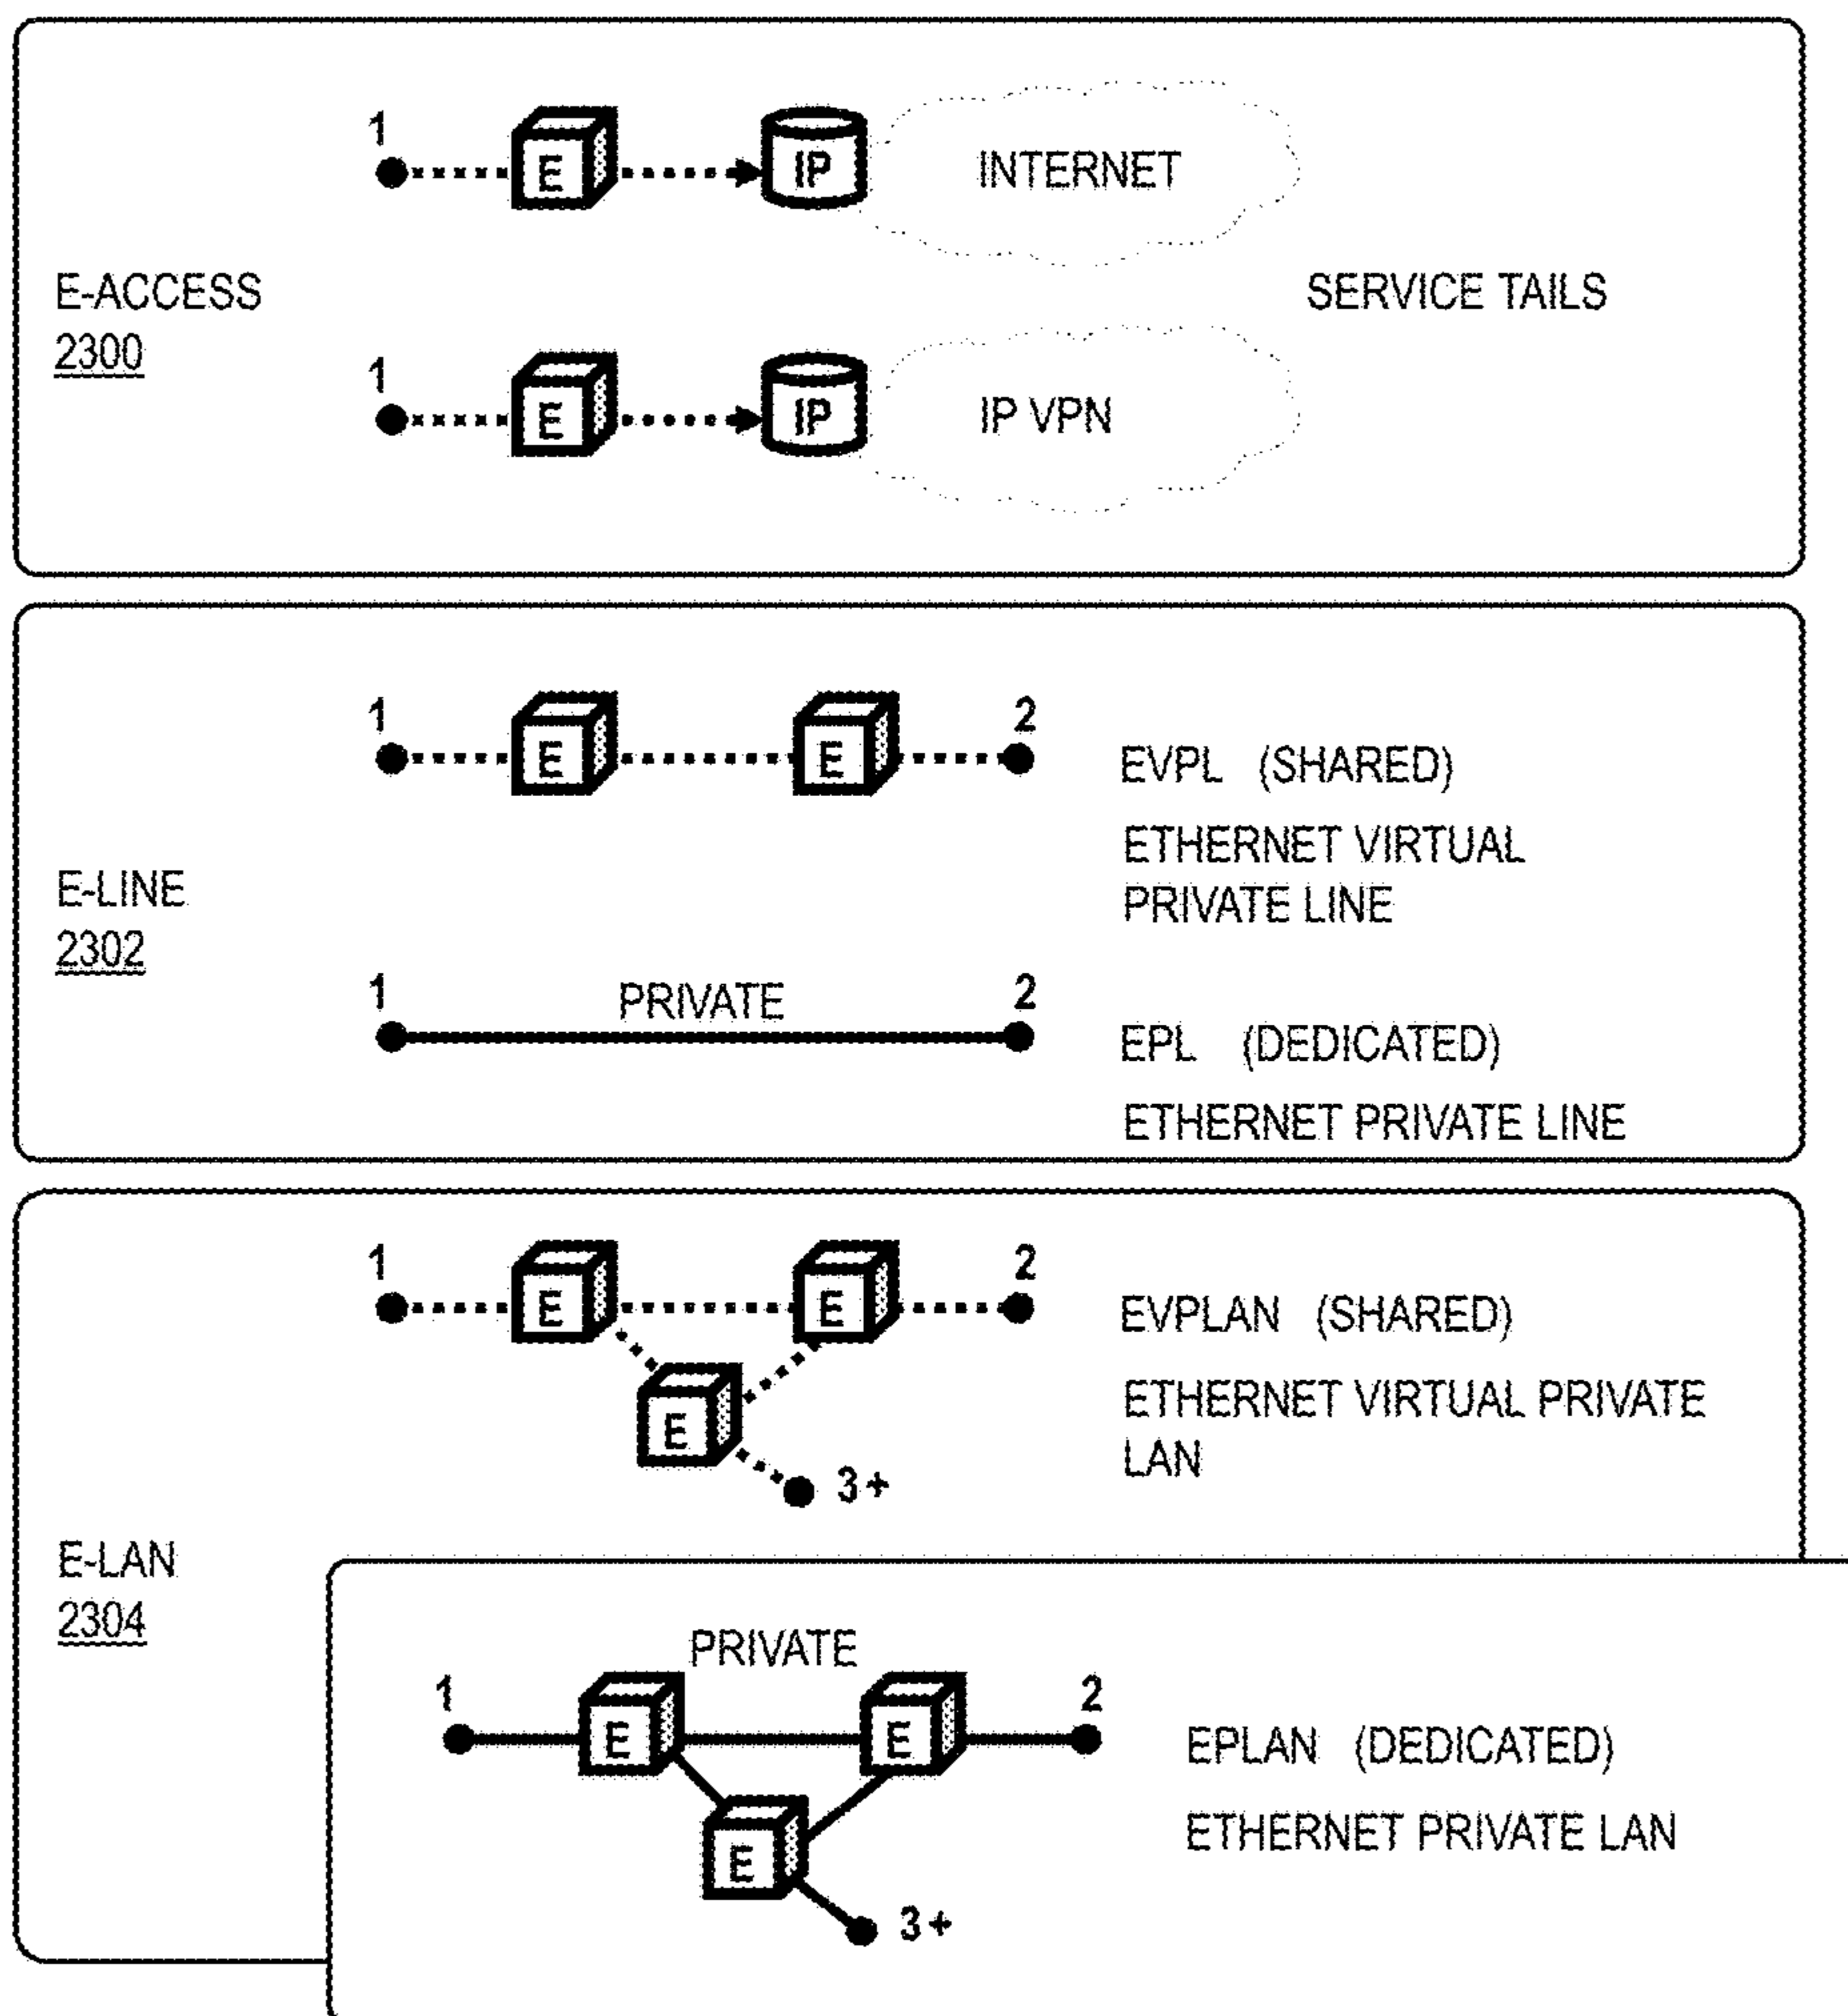 1
E
IP
INTERNET
E-ACCESS
2300
SERVICE TAILS
1
E
IP
IP VPN
1
E
E
2
EVPL (SHARED)
ETHERNET VIRTUAL
PRIVATE LINE
E-LINE
2302
1
PRIVATE
2
EPL (DEDICATED)
ETHERNET PRIVATE LINE
1
E
E
2
EVPLAN (SHARED)
ETHERNET VIRTUAL PRIVATE
LAN
E
3+
E-LAN
2304
PRIVATE
1
E
E
2
EPLAN (DEDICATED)
ETHERNET PRIVATE LAN
E
3+